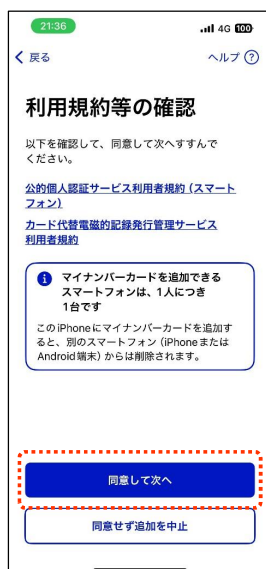 21:36
4G 100
戻る
ヘルプ ?
利用規約等の確認
以下を確認して、同意して次へすすんで
ください。
公的個人認証サービス利用者規約 (スマート
フォン)
カード代替電磁的記録発行管理サービス
利用者規約
マイナンバーカードを追加できる
スマートフォンは、1人につき
1台です
このiPhoneにマイナンバーカードを追加す
ると、別のスマートフォン (iPhoneまたは
Android端末) からは削除されます。
同意して次へ
同意せず追加を中止